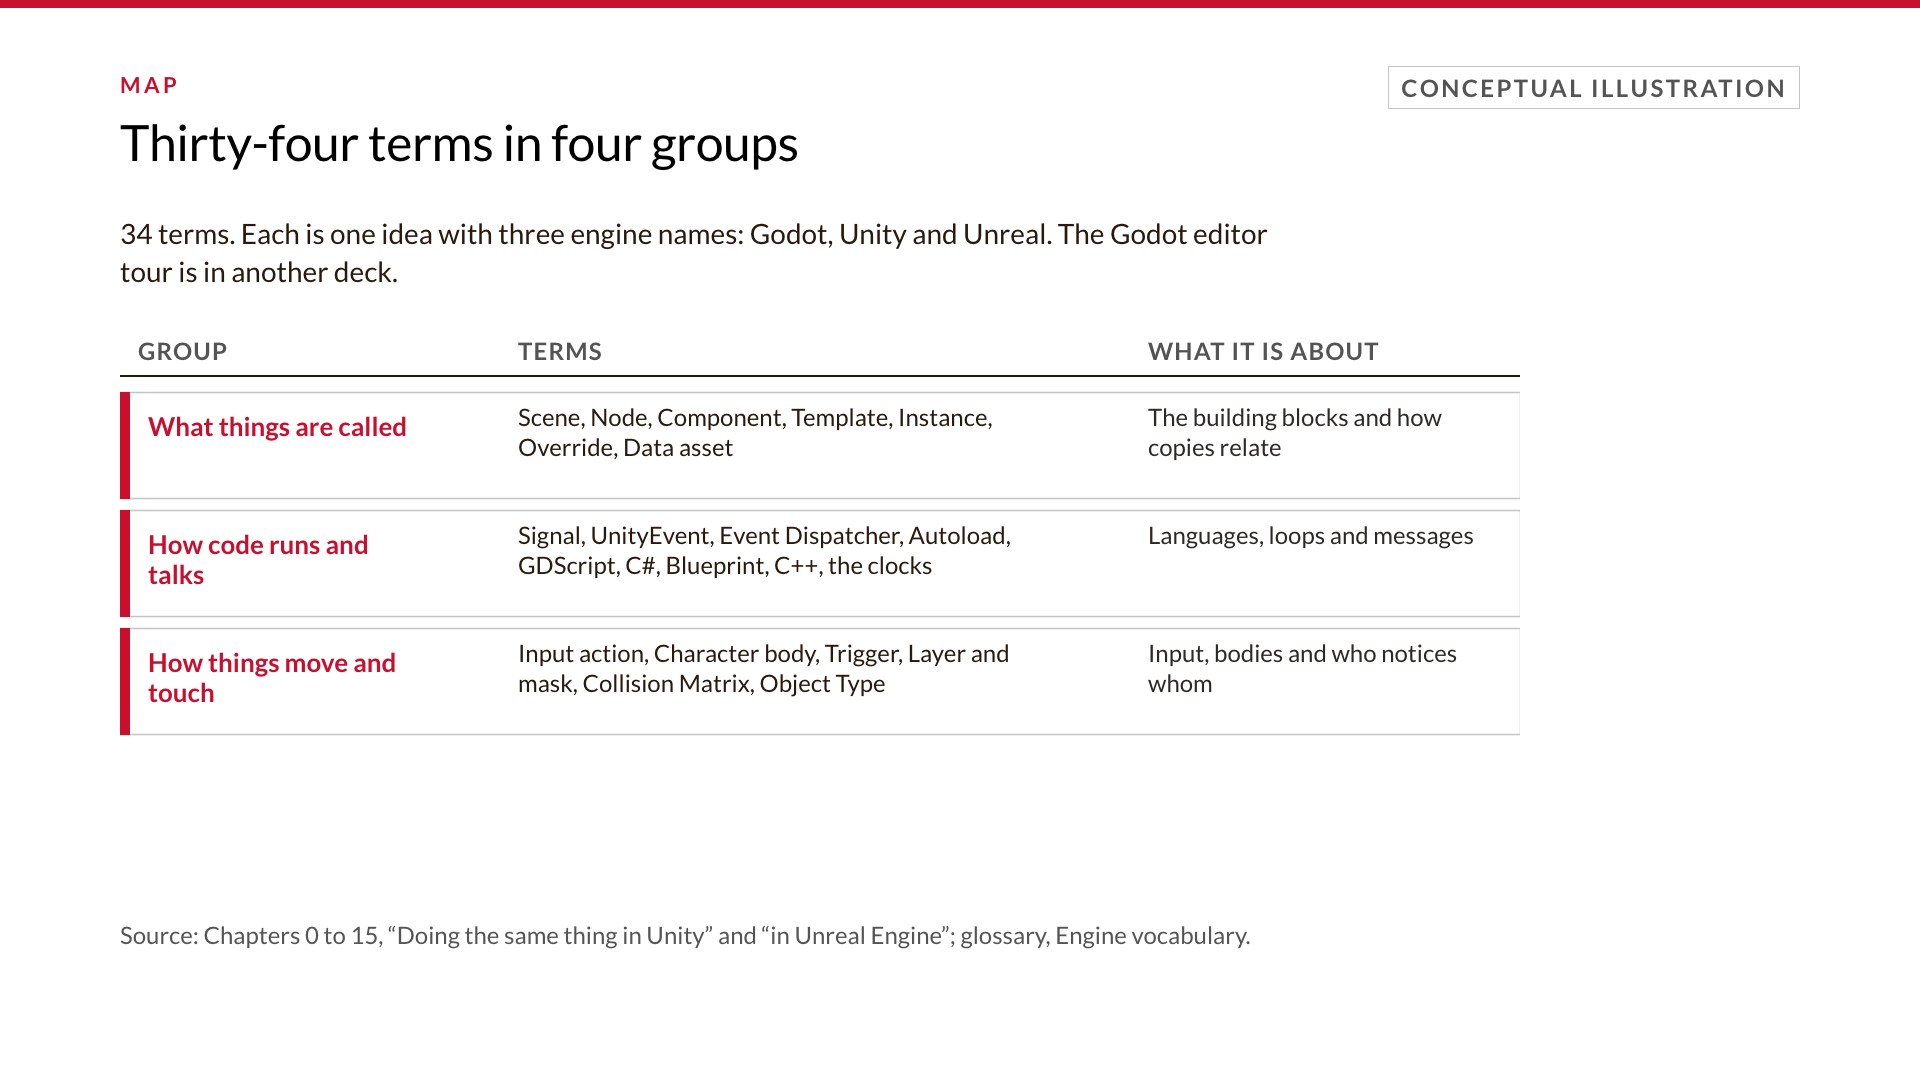 MAP
CONCEPTUAL ILLUSTRATION
Thirty-four terms in four groups
34 terms. Each is one idea with three engine names: Godot, Unity and Unreal. The Godot editor
tour is in another deck.
GROUP
TERMS
WHAT IT IS ABOUT
What things are called
Scene, Node, Component, Template, Instance,
Override, Data asset
The building blocks and how
copies relate
How code runs and
talks
Signal, UnityEvent, Event Dispatcher, Autoload,
GDScript, C#, Blueprint, C++, the clocks
Languages, loops and messages
How things move and
touch
Input action, Character body, Trigger, Layer and
mask, Collision Matrix, Object Type
Input, bodies and who notices
whom
Source: Chapters 0 to 15, “Doing the same thing in Unity” and “in Unreal Engine”; glossary, Engine vocabulary.